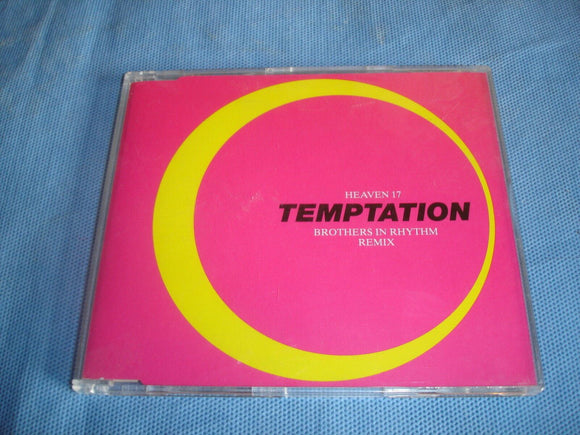 HEAVEN 17
TEMPTATION
BROTHERS IN RHYTHM
REMIX